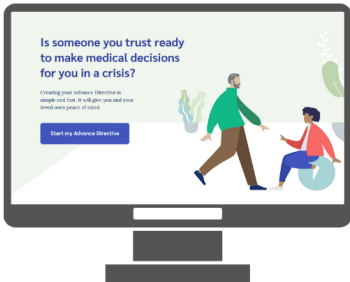 Is someone you trust ready
to make medical decisions
for you in a crisis?
Creating your Advance Directive is
simple and fast. It will give you and your
loved ones peace of mind.
Start my Advance Directive